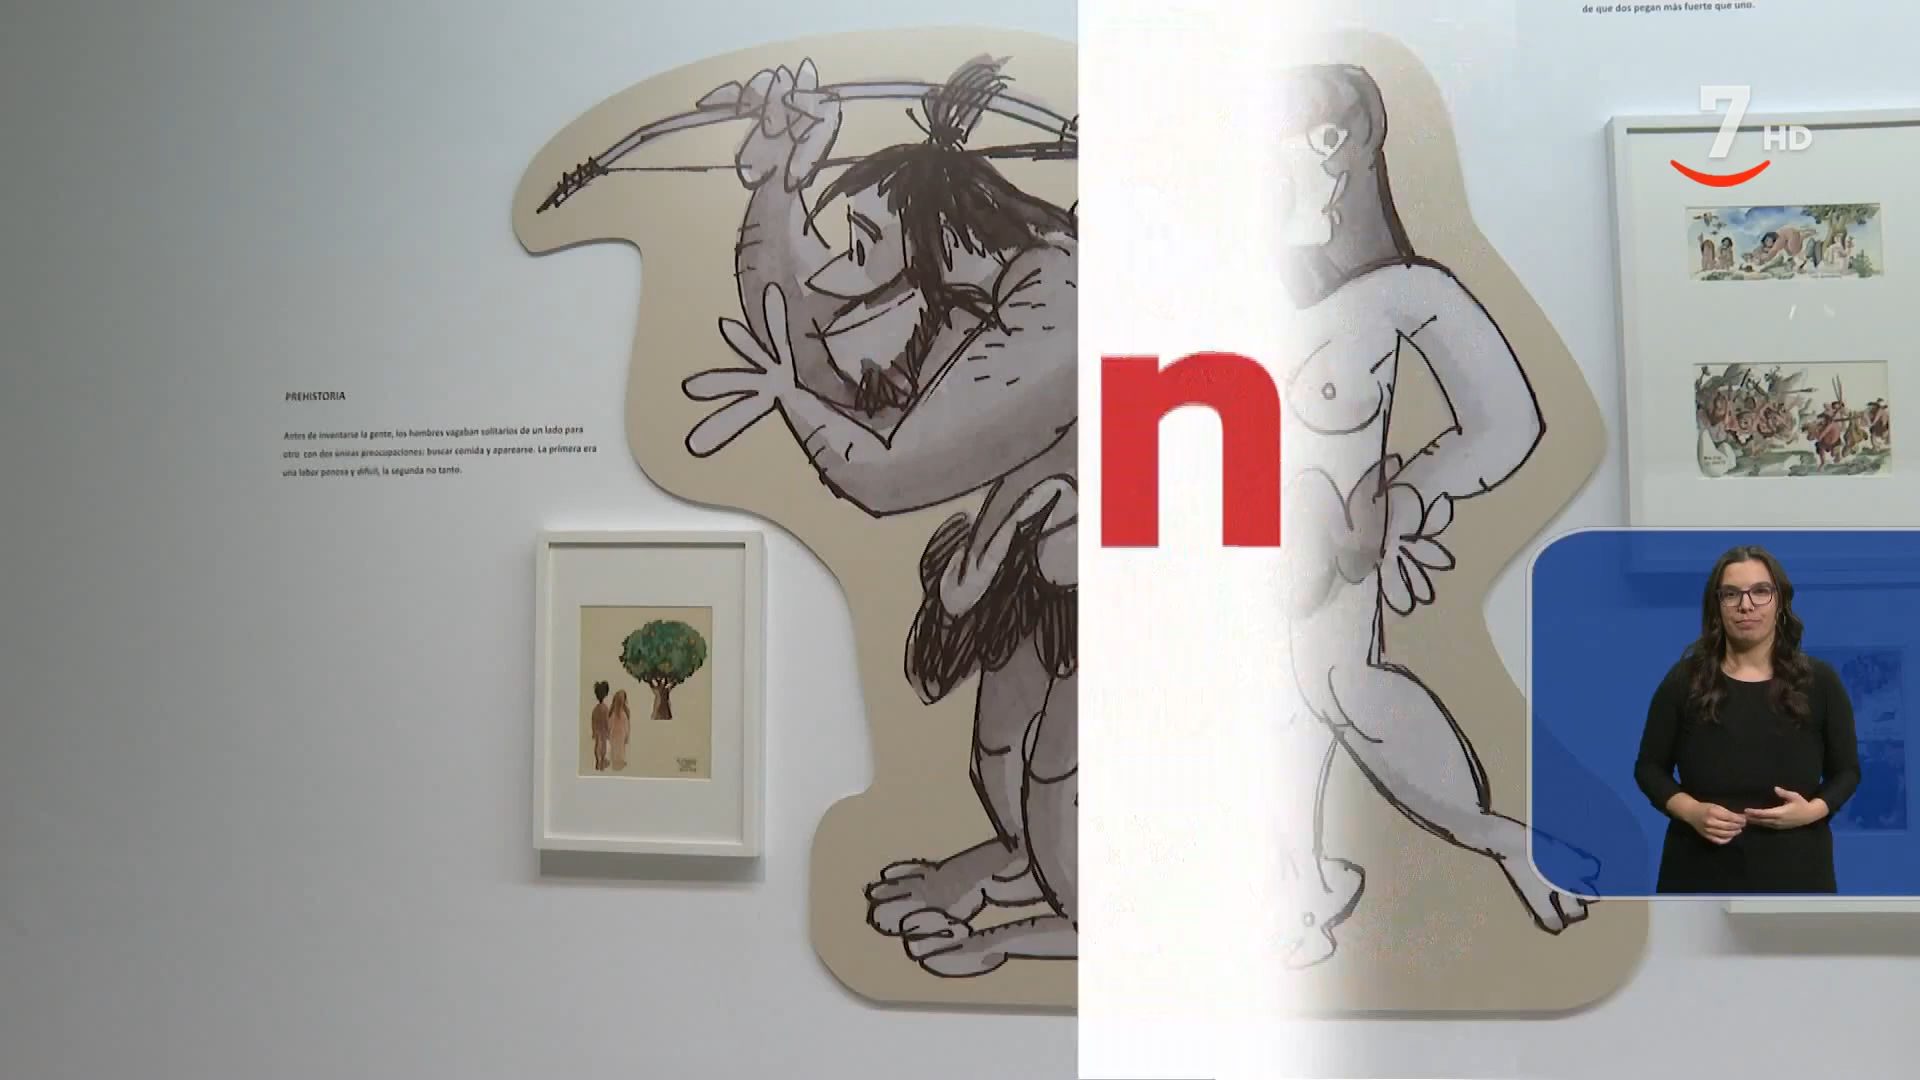 de que dos pegan más fuerte que uno.
7 HD
PREHISTORIA
Antes de inventarse la gente, los hombres vagaban solitarios de un lado para
otro con dos únicas preocupaciones: buscar comida y aparearse. La primera era
una labor penosa y difícil, la segunda no tanto.
n